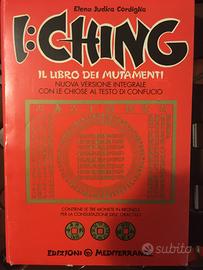 Elena Judica Cordiglia
I:CHING
IL LIBRO DEI MUTAMENTI
NUOVA VERSIONE INTEGRALE
CON LE CHIOSE AL TESTO DI CONFUCIO
CONTIENE LE TRE MONETE IN BRONZO
PER LA CONSULTAZIONE DELL'ORACOLO
EDIZIONI MEDITERRANEE
subito